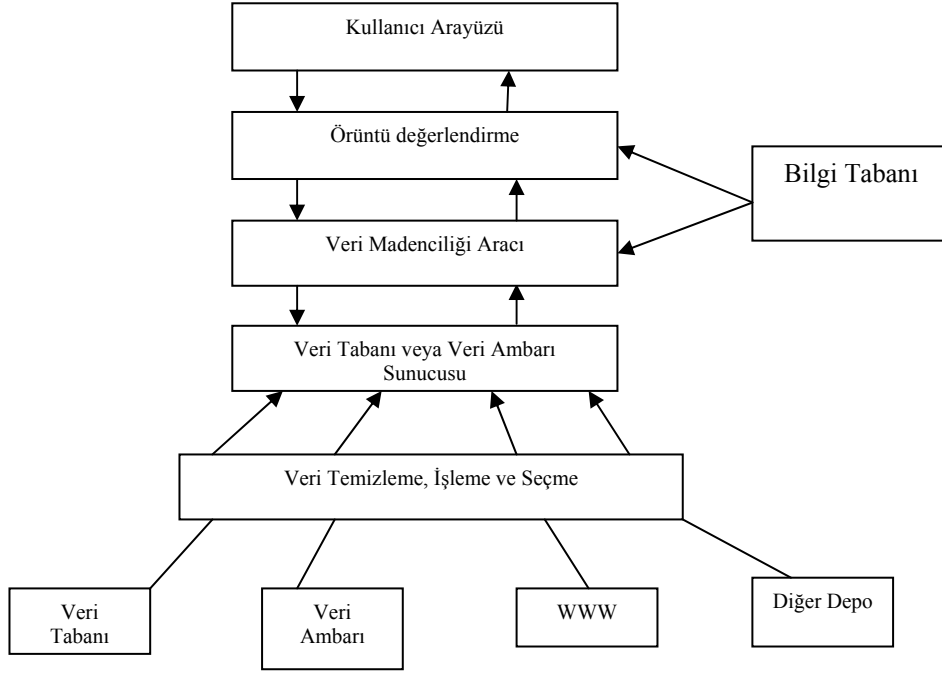 Kullanıcı Arayüzü
Örüntü değerlendirme
Bilgi Tabanı
Veri Madenciliği Aracı
Veri Tabanı veya Veri Ambarı
Sunucusu
Veri Temizleme, İşleme ve Seçme
Veri
Tabanı
Veri
Ambarı
WWW
Diğer Depo